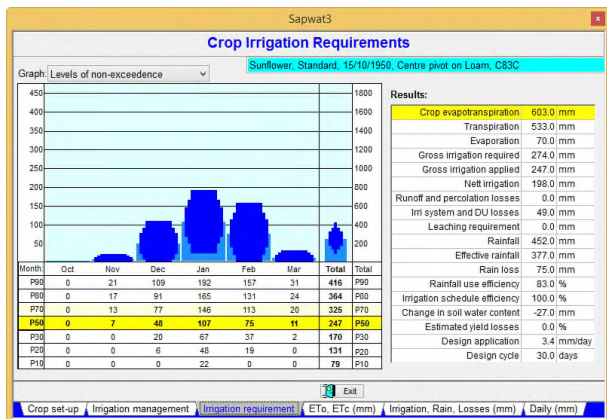 Sapwat3
x
Crop Irrigation Requirements
Graph: Levels of non-exceedence
Sunflower, Standard, 15/10/1950, Centre pivot on Loam, C83C
450 1800
400 1600
350 1400
300 1200
250 1000
200 800
150 600
100 400
50 200
Month: Oct Nov Dec Jan Feb Mar Total Total
P90 0 21 109 192 157 31 416 P90
P80 0 17 91 165 131 24 364 P80
P70 0 13 77 146 113 20 325 P70
P50 0 7 48 107 75 11 247 P50
P30 0 0 20 67 37 2 170 P30
P20 0 0 6 48 19 0 131 P20
P10 0 0 0 22 0 0 79 P10
Results:
Crop evapotranspiration 603.0 mm
Transpiration 533.0 mm
Evaporation 70.0 mm
Gross irrigation required 274.0 mm
Gross irrigation applied 247.0 mm
Nett irrigation 198.0 mm
Runoff and percolation losses 0.0 mm
Irri system and DU losses 49.0 mm
Leaching requirement 0.0 mm
Rainfall 452.0 mm
Effective rainfall 377.0 mm
Rain loss 75.0 mm
Rainfall use efficiency 83.0 %
Irrigation schedule efficiency 100.0 %
Change in soil water content -27.0 mm
Estimated yield losses 0.0 %
Design application 3.4 mm/day
Design cycle 30.0 days
Exit
Crop set-up Irrigation management Irrigation requirement ETo, ETc (mm) Irrigation, Rain, Losses (mm) Daily (mm)